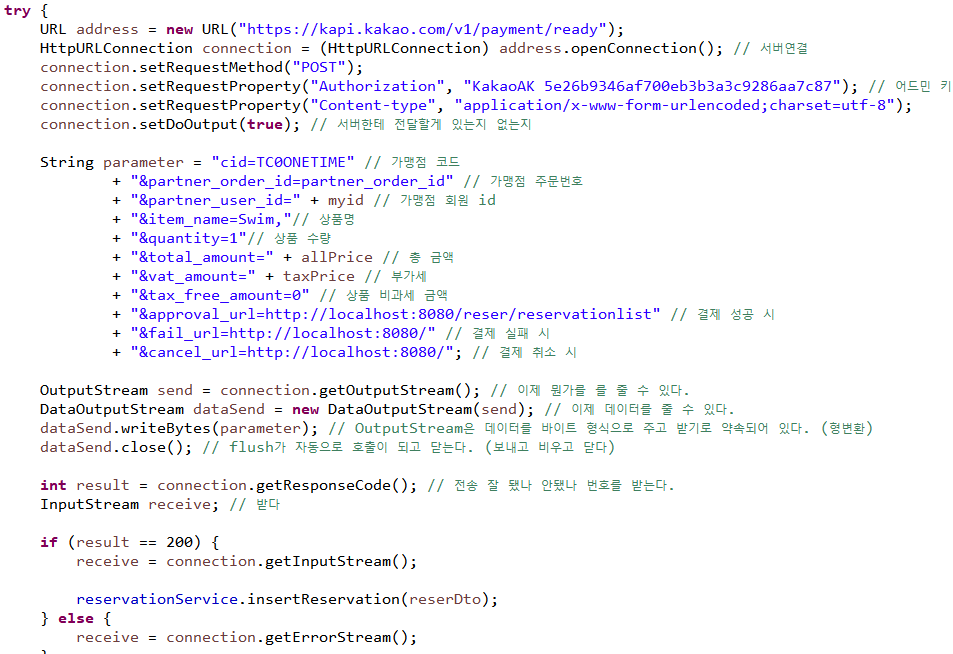 try {
URL address = new URL("https://kapi.kakao.com/v1/payment/ready");
HttpURLConnection connection = (HttpURLConnection) address.openConnection(); // 서버연결
connection.setRequestMethod("POST");
connection.setRequestProperty("Authorization", "KakaoAK 5e26b9346af700eb3b3a3c9286aa7c87"); // 어드민 키
connection.setRequestProperty("Content-type", "application/x-www-form-urlencoded;charset=utf-8");
connection.setDoOutput(true); // 서버한테 전달할게 있는지 없는지
String parameter = "cid=TC0ONETIME" // 가맹점 코드
+ "&partner_order_id=partner_order_id" // 가맹점 주문번호
+ "&partner_user_id=" + myid // 가맹점 회원 id
+ "&item_name=Swim,"// 상품명
+ "&quantity=1"// 상품 수량
+ "&total_amount=" + allPrice // 총 금액
+ "&vat_amount=" + taxPrice // 부가세
+ "&tax_free_amount=0" // 상품 비과세 금액
+ "&approval_url=http://localhost:8080/reser/reservationlist" // 결제 성공 시
+ "&fail_url=http://localhost:8080/" // 결제 실패 시
+ "&cancel_url=http://localhost:8080/"; // 결제 취소 시
OutputStream send = connection.getOutputStream(); // 이제 뭔가를 를 줄 수 있다.
DataOutputStream dataSend = new DataOutputStream(send); // 이제 데이터를 줄 수 있다.
dataSend.writeBytes(parameter); // OutputStream은 데이터를 바이트 형식으로 주고 받기로 약속되어 있다. (형변환)
dataSend.close(); // flush가 자동으로 호출이 되고 닫는다. (보내고 비우고 닫다)
int result = connection.getResponseCode(); // 전송 잘 됐나 안됐나 번호를 받는다.
InputStream receive; // 받다
if (result == 200) {
receive = connection.getInputStream();
reservationService.insertReservation(reserDto);
} else {
receive = connection.getErrorStream();